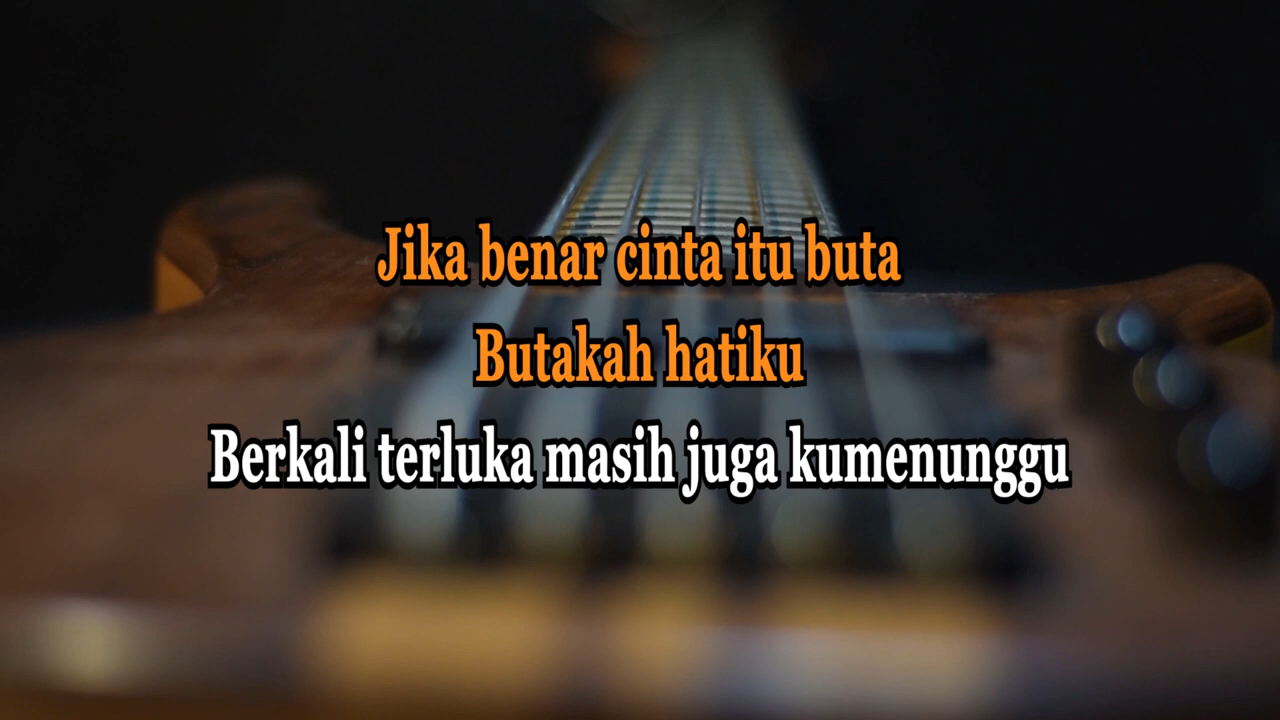 Jika benar cinta itu buta
Butakah hatiku
Berkali terluka masih juga kumenunggu